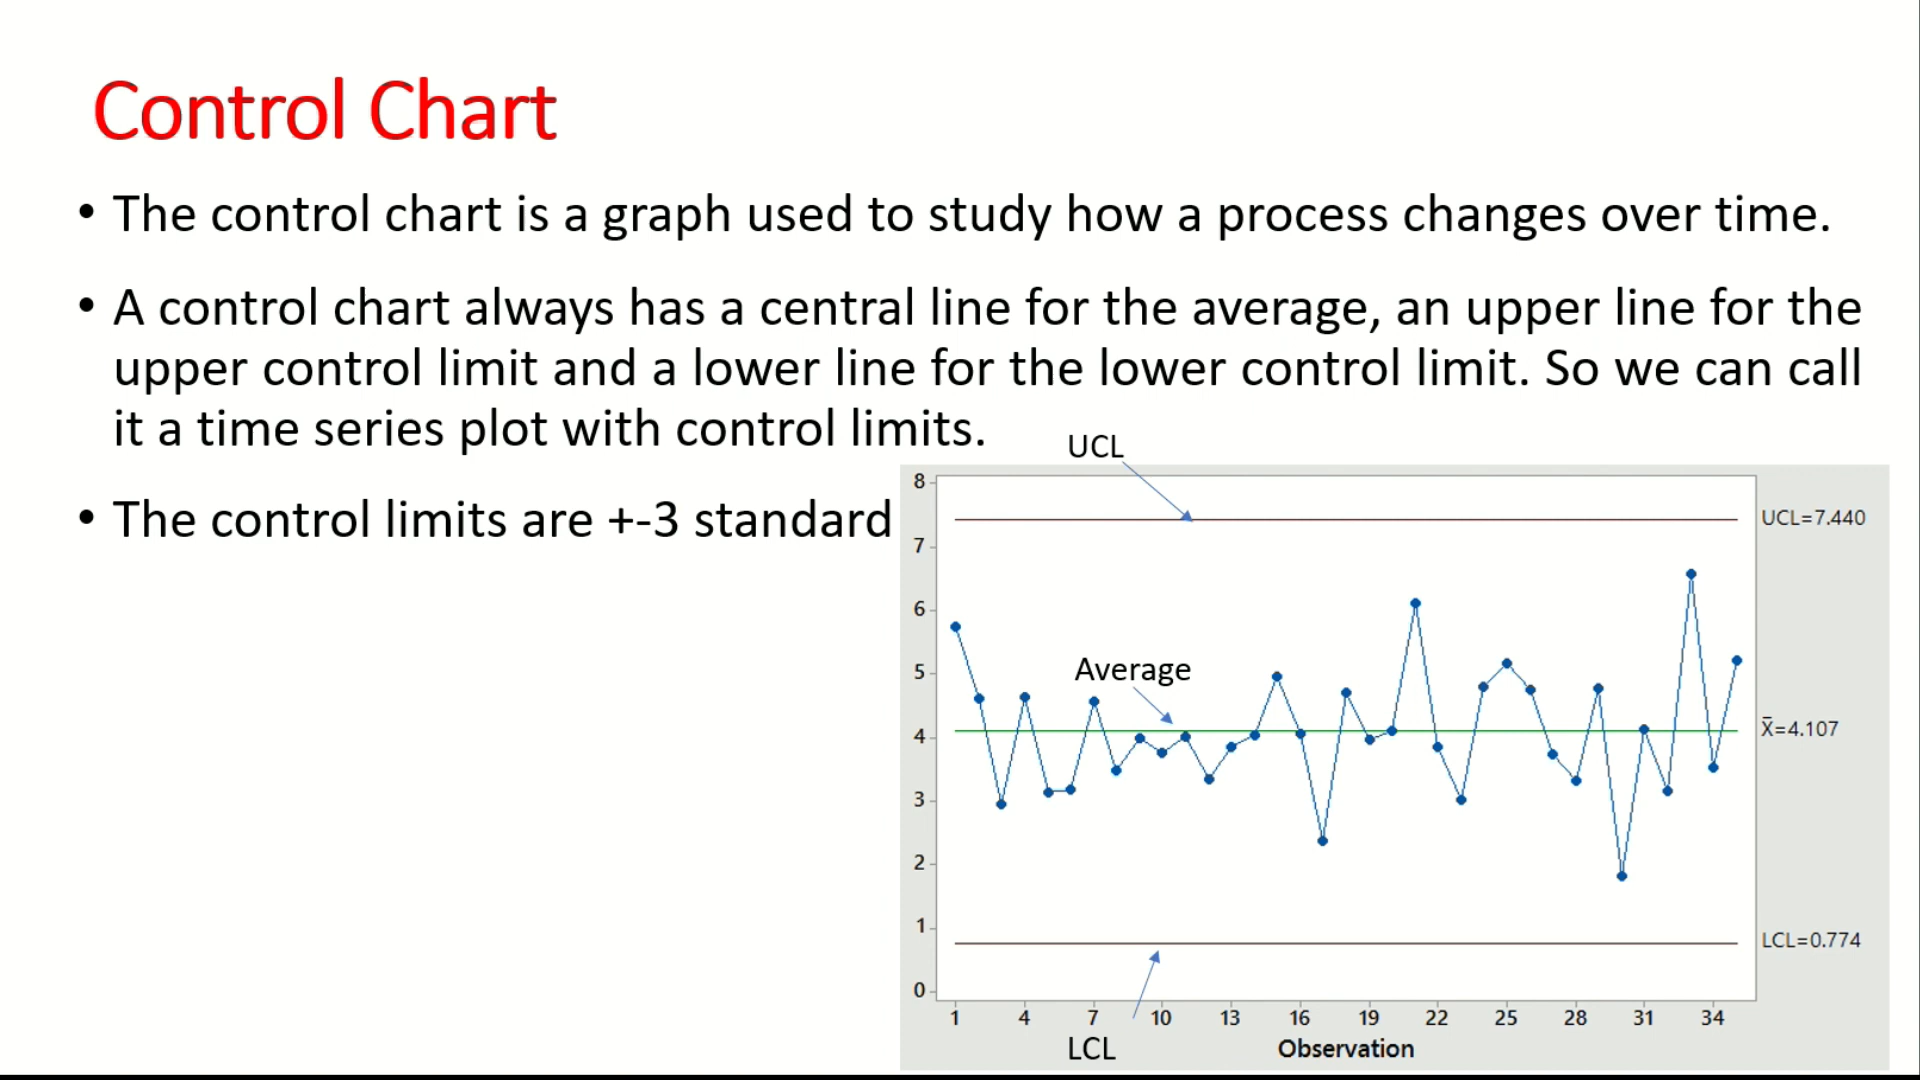 Control Chart
• The control chart is a graph used to study how a process changes over time.
• A control chart always has a central line for the average, an upper line for the
upper control limit and a lower line for the lower control limit. So we can call
it a time series plot with control limits.
• The control limits are +-3 standard
UCL
8
7
6
5
4
3
2
1
0
UCL=7.440
Average
X̄=4.107
LCL=0.774
1 4 7 10 13 16 19 22 25 28 31 34
LCL
Observation